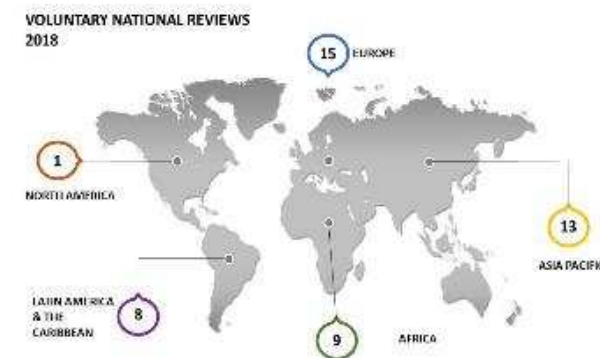 VOLUNTARY NATIONAL REVIEWS
2018
15 EUROPE
1
NORTH AMERICA
13
ASIA PACIFIC
LATIN AMERICA
& THE
CARIBBEAN
8
9
AFRICA